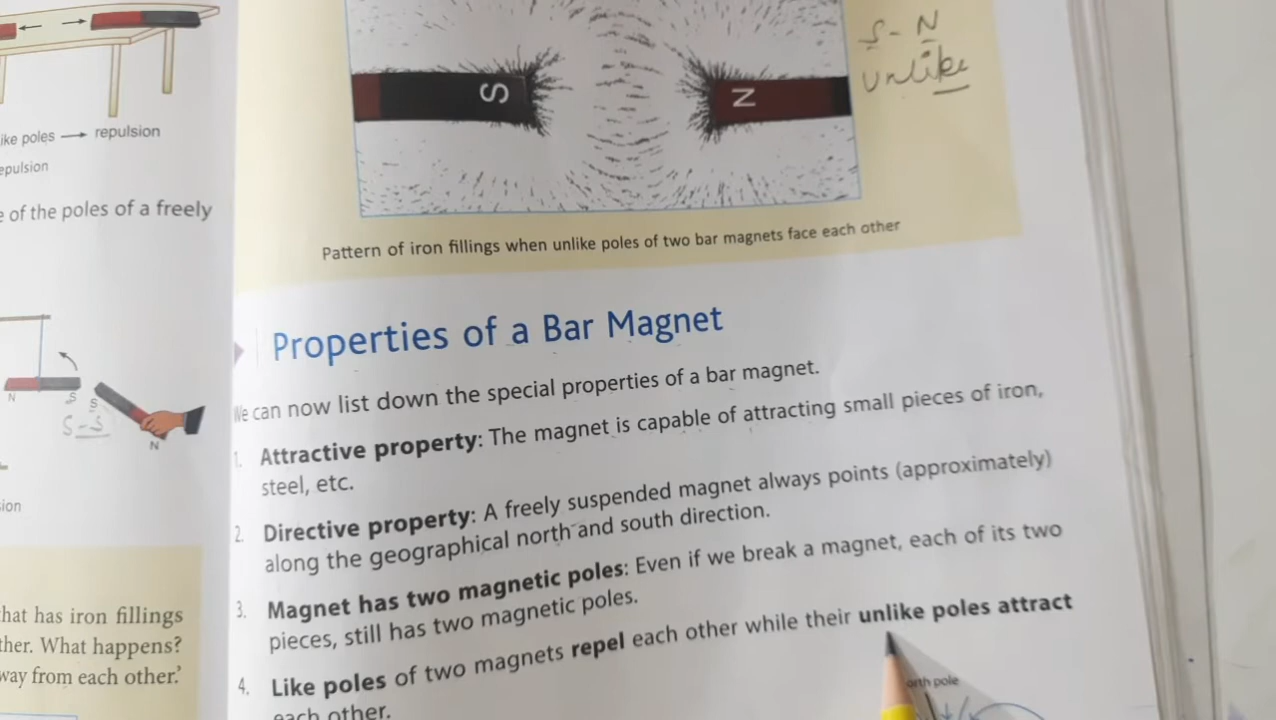 ike poles → repulsion
epulsion
e of the poles of a freely
N
S
S
S-S
N
sion
that has iron fillings
ther. What happens?
way from each other.'
S
N
S - N
unlike
Pattern of iron fillings when unlike poles of two bar magnets face each other
Properties of a Bar Magnet
We can now list down the special properties of a bar magnet.
1. Attractive property: The magnet is capable of attracting small pieces of iron,
steel, etc.
2. Directive property: A freely suspended magnet always points (approximately)
along the geographical north and south direction.
3. Magnet has two magnetic poles: Even if we break a magnet, each of its two
pieces, still has two magnetic poles.
4. Like poles of two magnets repel each other while their unlike poles attract
each other.
orth pole